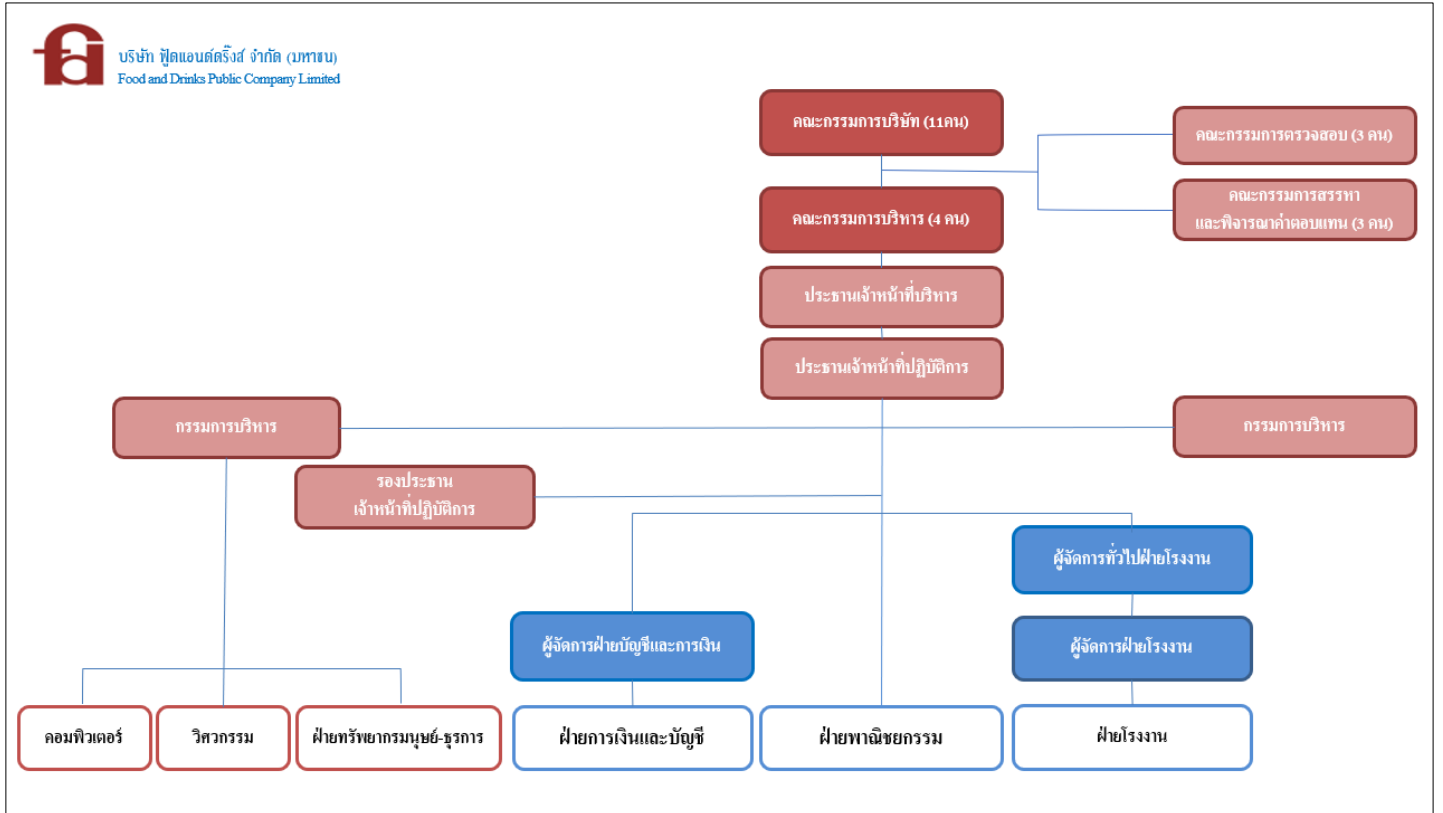 บริษัท ฟู้ดแอนด์ดริ๊งส์ จำกัด (มหาชน)
Food and Drinks Public Company Limited
คณะกรรมการบริษัท (11คน)
คณะกรรมการตรวจสอบ (3 คน)
คณะกรรมการสรรหา
และพิจารณาค่าตอบแทน (3 คน)
คณะกรรมการบริหาร (4 คน)
ประธานเจ้าหน้าที่บริหาร
ประธานเจ้าหน้าที่ปฏิบัติการ
กรรมการบริหาร
กรรมการบริหาร
รองประธาน
เจ้าหน้าที่ปฏิบัติการ
ผู้จัดการทั่วไปฝ่ายโรงงาน
ผู้จัดการฝ่ายบัญชีและการเงิน
ผู้จัดการฝ่ายโรงงาน
คอมพิวเตอร์
วิศวกรรม
ฝ่ายทรัพยากรมนุษย์-ธุรการ
ฝ่ายการเงินและบัญชี
ฝ่ายพาณิชยกรรม
ฝ่ายโรงงาน